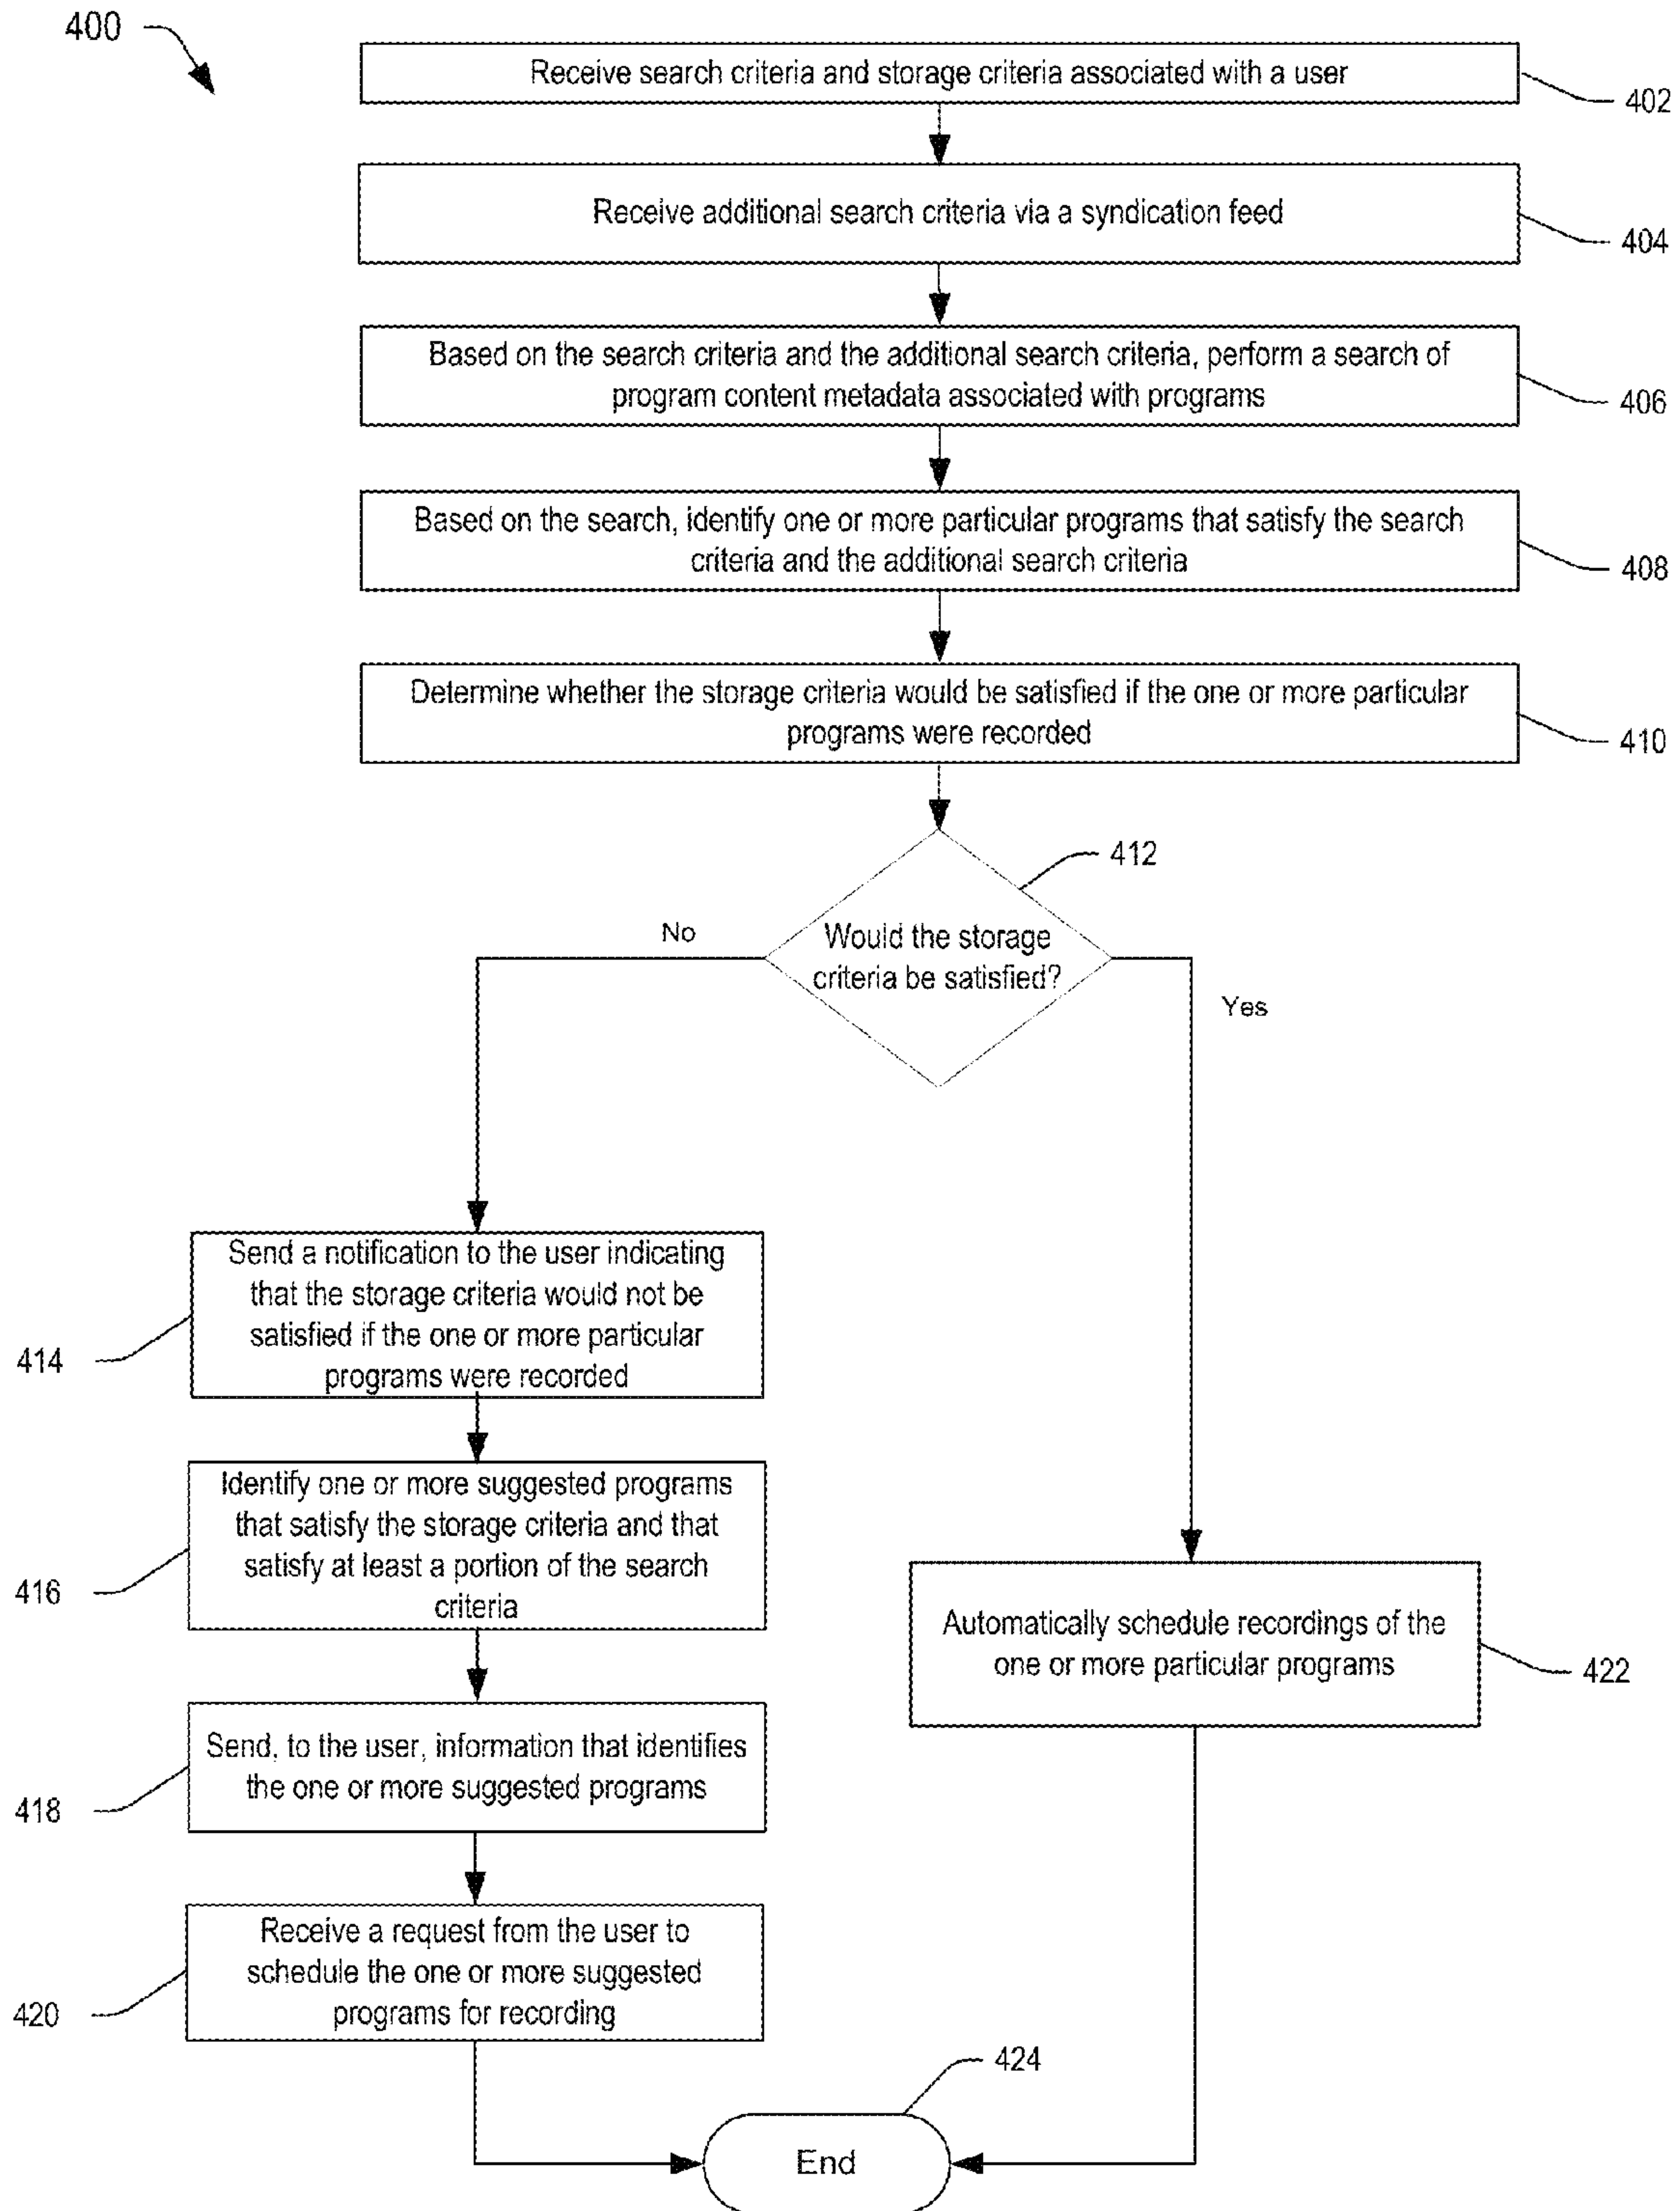 400
Receive search criteria and storage criteria associated with a user
402
Receive additional search criteria via a syndication feed
404
Based on the search criteria and the additional search criteria, perform a search of
program content metadata associated with programs
406
Based on the search, identify one or more particular programs that satisfy the search
criteria and the additional search criteria
408
Determine whether the storage criteria would be satisfied if the one or more particular
programs were recorded
410
412
Would the storage
criteria be satisfied?
No
Yes
Send a notification to the user indicating
that the storage criteria would not be
satisfied if the one or more particular
programs were recorded
414
Identify one or more suggested programs
that satisfy the storage criteria and that
satisfy at least a portion of the search
criteria
416
Automatically schedule recordings of the
one or more particular programs
422
Send, to the user, information that identifies
the one or more suggested programs
418
Receive a request from the user to
schedule the one or more suggested
programs for recording
420
424
End